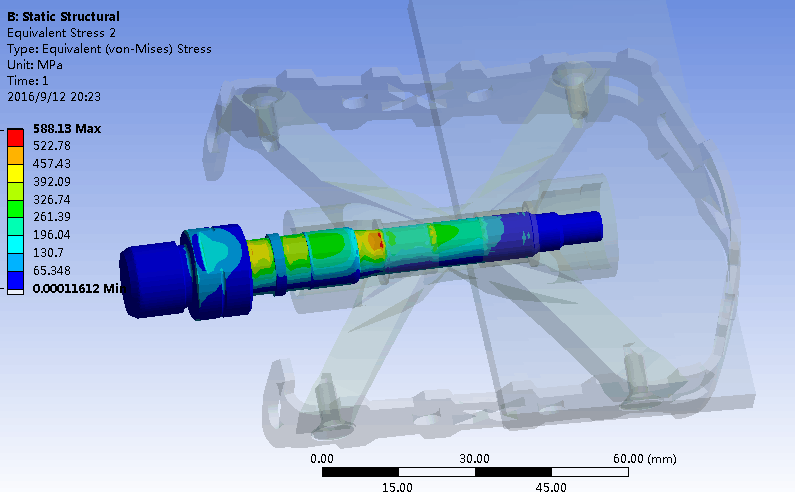 B: Static Structural
Equivalent Stress 2
Type: Equivalent (von-Mises) Stress
Unit: MPa
Time: 1
2016/9/12 20:23
588.13 Max
522.78
457.43
392.09
326.74
261.39
196.04
130.7
65.348
0.00011612 Mi
0.00 30.00 60.00 (mm)
15.00 45.00